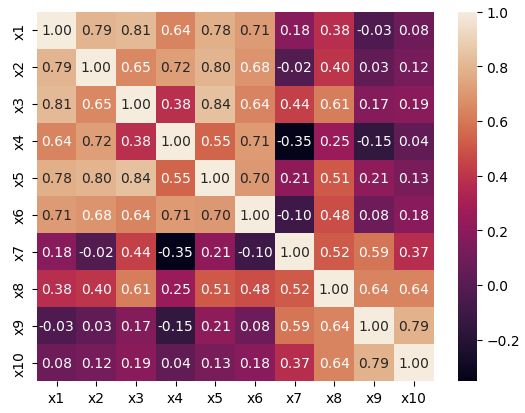 x1 1.00 0.79 0.81 0.64 0.78 0.71 0.18 0.38 -0.03 0.08
x2 0.79 1.00 0.65 0.72 0.80 0.68 -0.02 0.40 0.03 0.12
x3 0.81 0.65 1.00 0.38 0.84 0.64 0.44 0.61 0.17 0.19
x4 0.64 0.72 0.38 1.00 0.55 0.71 -0.35 0.25 -0.15 0.04
x5 0.78 0.80 0.84 0.55 1.00 0.70 0.21 0.51 0.21 0.13
x6 0.71 0.68 0.64 0.71 0.70 1.00 -0.10 0.48 0.08 0.18
x7 0.18 -0.02 0.44 -0.35 0.21 -0.10 1.00 0.52 0.59 0.37
x8 0.38 0.40 0.61 0.25 0.51 0.48 0.52 1.00 0.64 0.64
x9 -0.03 0.03 0.17 -0.15 0.21 0.08 0.59 0.64 1.00 0.79
x10 0.08 0.12 0.19 0.04 0.13 0.18 0.37 0.64 0.79 1.00
x1 x2 x3 x4 x5 x6 x7 x8 x9 x10
1.0
0.8
0.6
0.4
0.2
0.0
−0.2